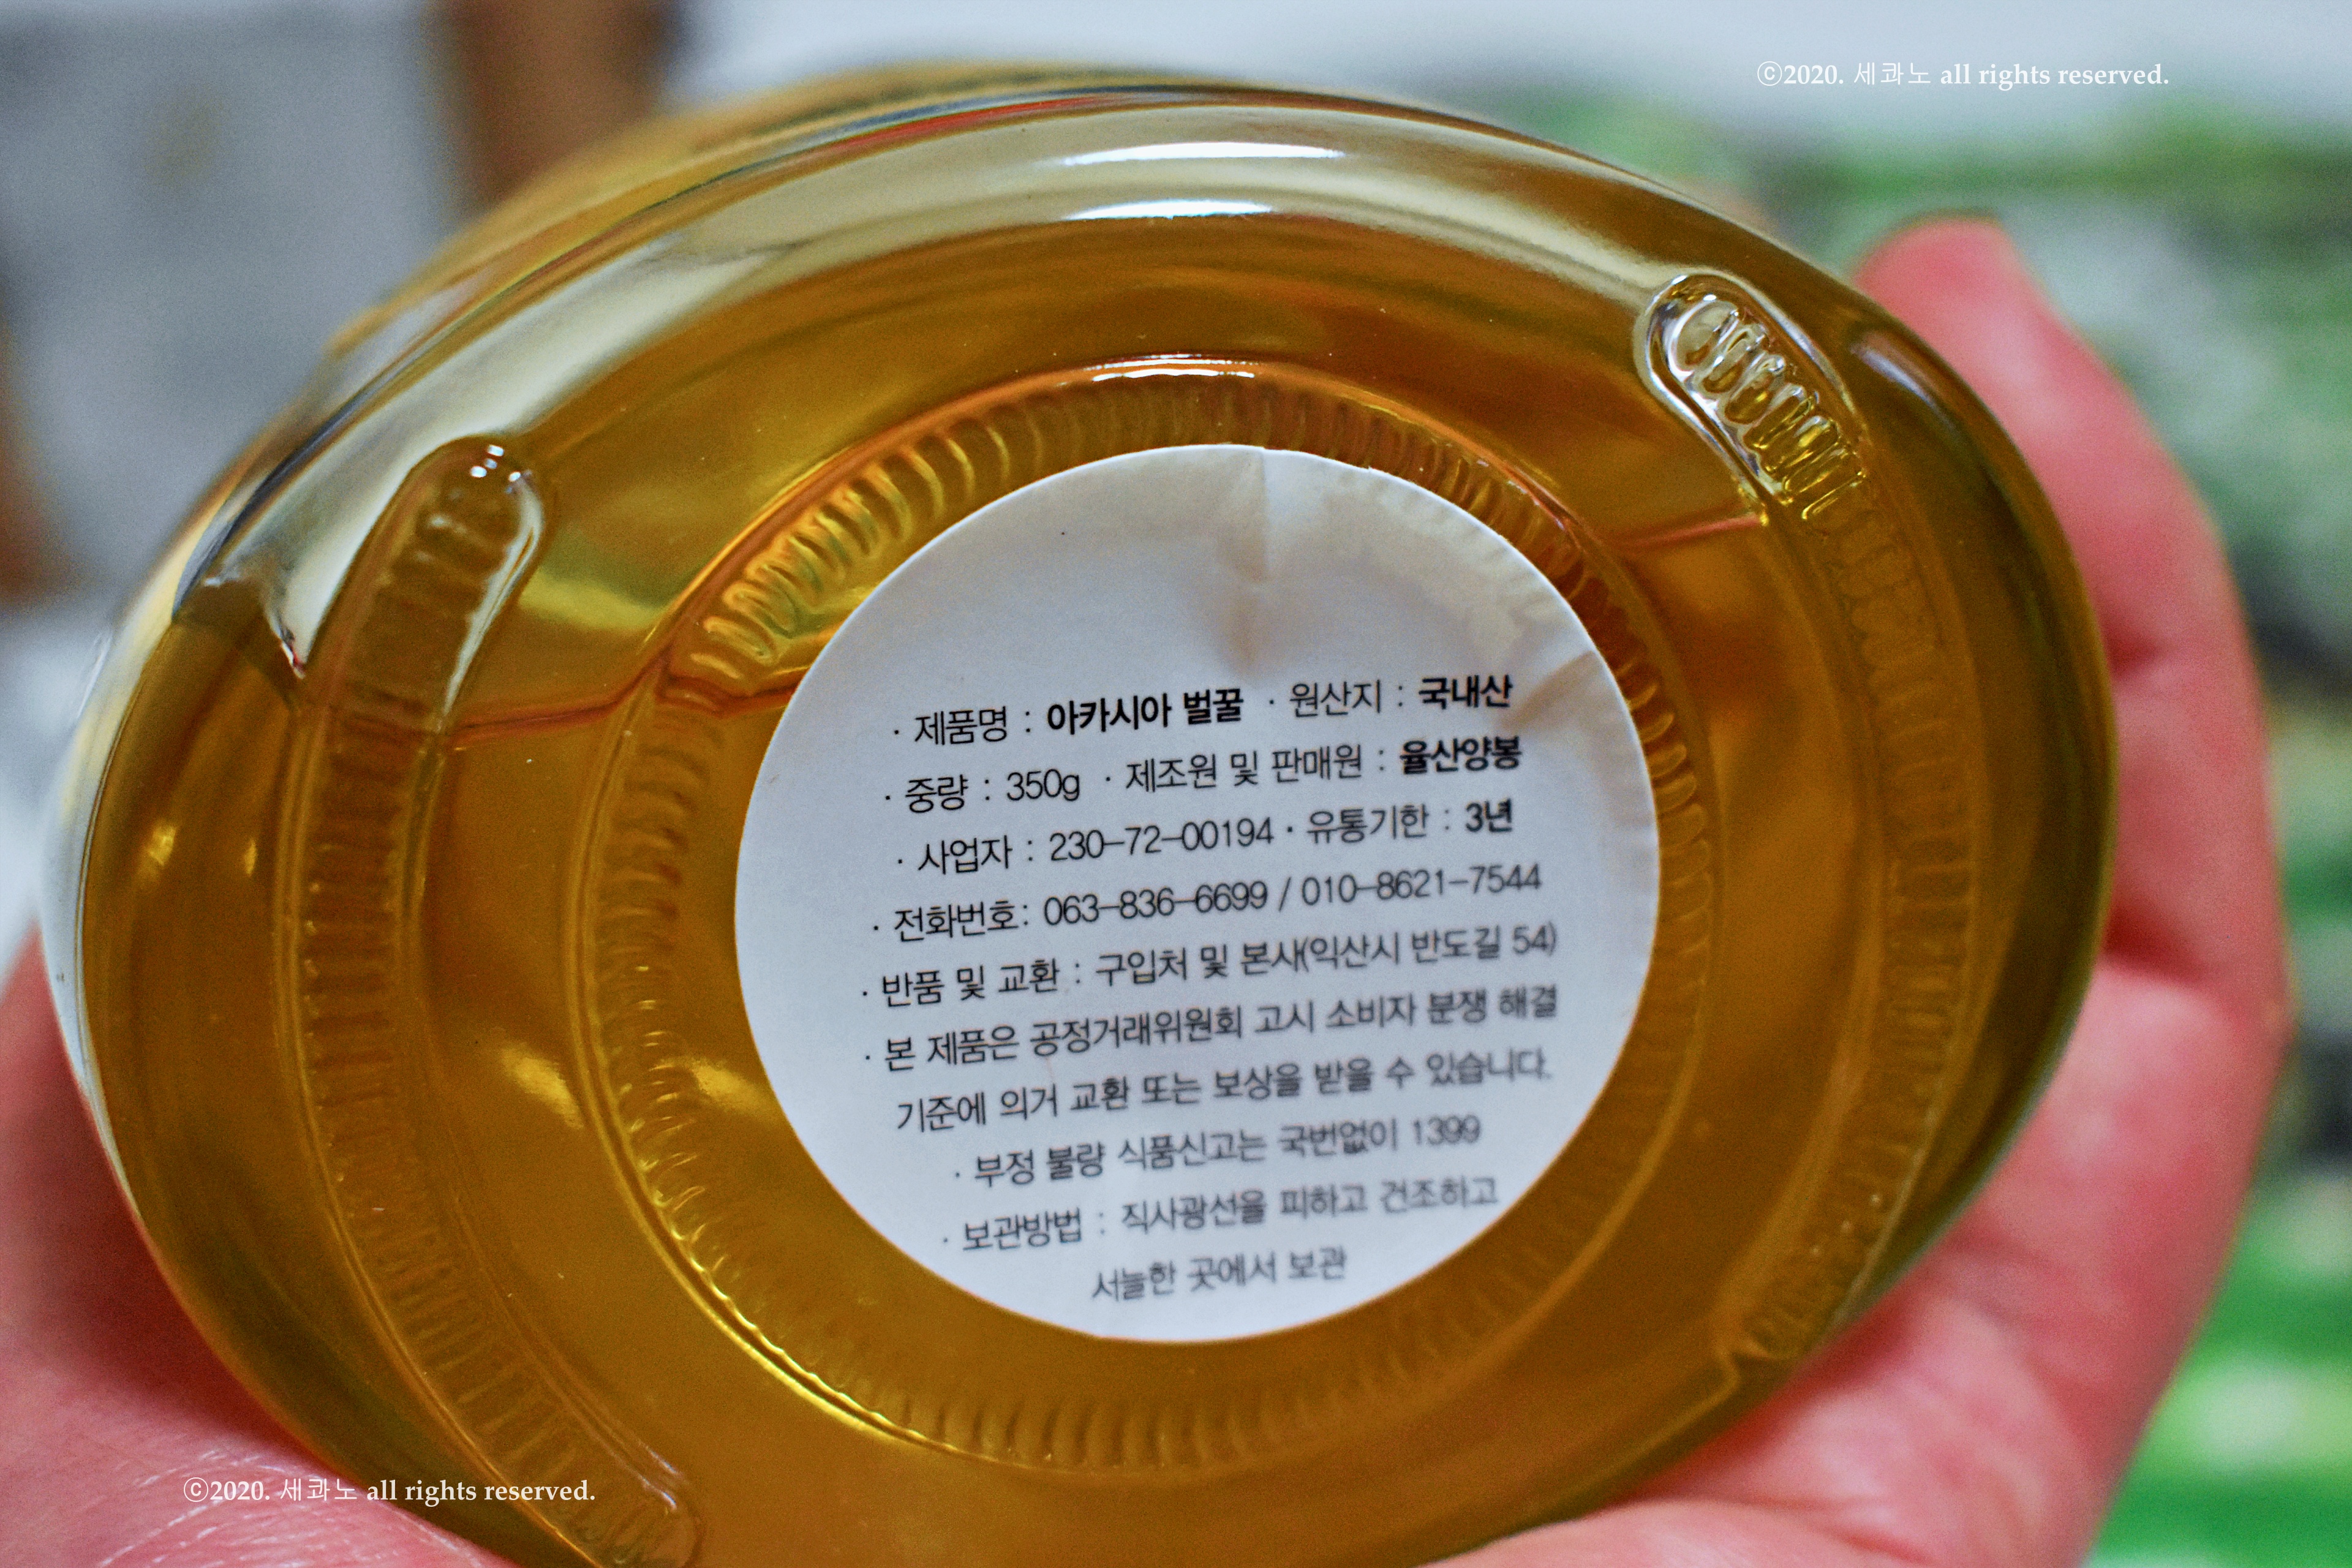 ⓒ2020. 세콰노 all rights reserved.
· 제품명 : 아카시아 벌꿀 · 원산지 : 국내산
· 중량 : 350g · 제조원 및 판매원 : 율산양봉
· 사업자 : 230-72-00194 · 유통기한 : 3년
· 전화번호: 063-836-6699 / 010-8621-7544
· 반품 및 교환 : 구입처 및 본사(익산시 반도길 54)
· 본 제품은 공정거래위원회 고시 소비자 분쟁 해결
기준에 의거 교환 또는 보상을 받을 수 있습니다.
· 부정 불량 식품신고는 국번없이 1399
· 보관방법 : 직사광선을 피하고 건조하고
서늘한 곳에서 보관
ⓒ2020. 세콰노 all rights reserved.